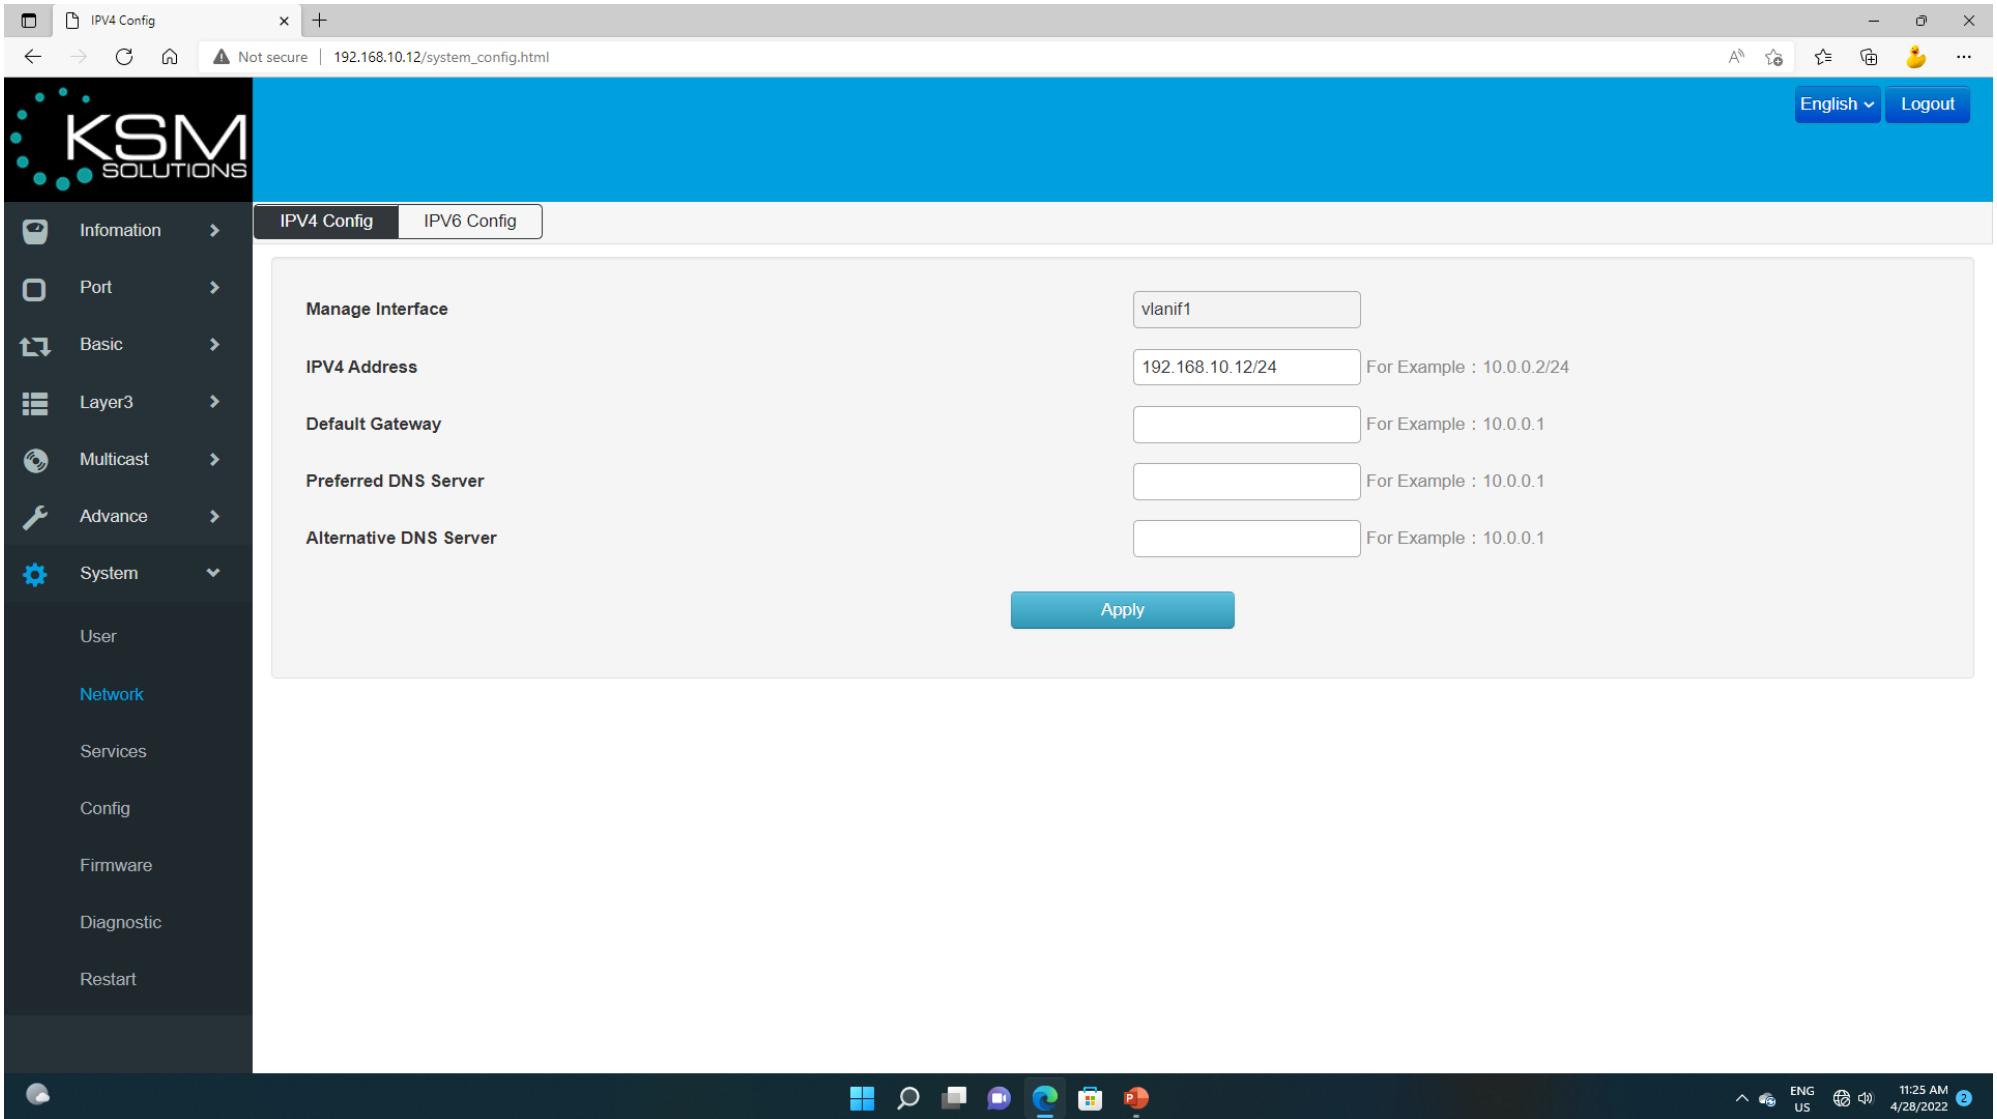 IPV4 Config
Not secure
192.168.10.12/system_config.html
KSM
SOLUTIONS
English
Logout
IPV4 Config
IPV6 Config
Infomation
Port
Basic
Layer3
Multicast
Advance
System
User
Network
Services
Config
Firmware
Diagnostic
Restart
Manage Interface
vlanif1
IPV4 Address
192.168.10.12/24
For Example : 10.0.0.2/24
Default Gateway
For Example : 10.0.0.1
Preferred DNS Server
For Example : 10.0.0.1
Alternative DNS Server
For Example : 10.0.0.1
Apply
ENG
US
11:25 AM
4/28/2022
2